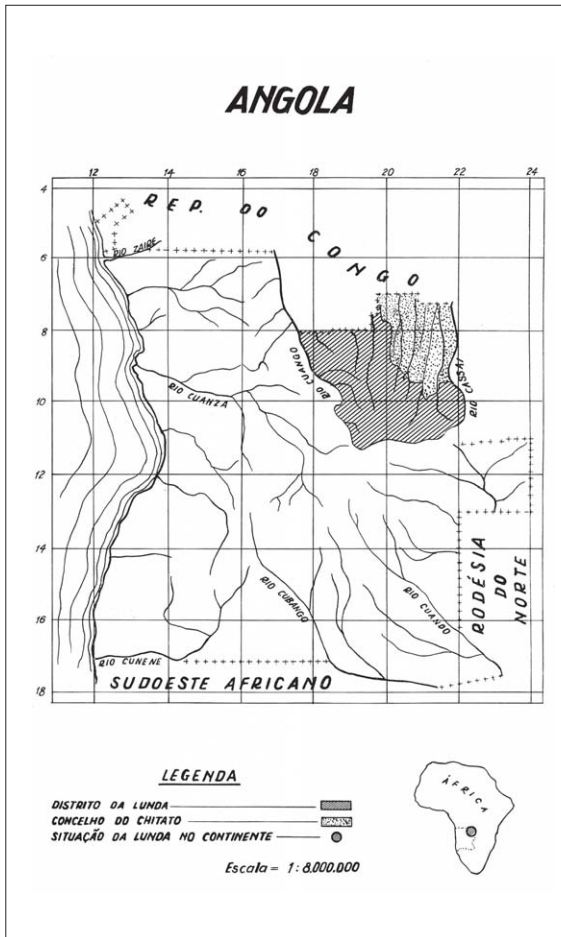 ANGOLA
12 14 16 18 20 22 24
4
REP. DO CONGO
RIO ZAIRE
6
8
RIO CUANGO
RIO CASSAI
RIO CUANZA
10
12
14
RODÉSIA
DO
NORTE
RIO CUBANGO
RIO CUANDO
16
RIO CUNENE
SUDOESTE AFRICANO
18
LEGENDA
DISTRITO DA LUNDA
CONCELHO DO CHITATO
SITUAÇÃO DA LUNDA NO CONTINENTE
Escala = 1:8.000.000
ÁFRICA